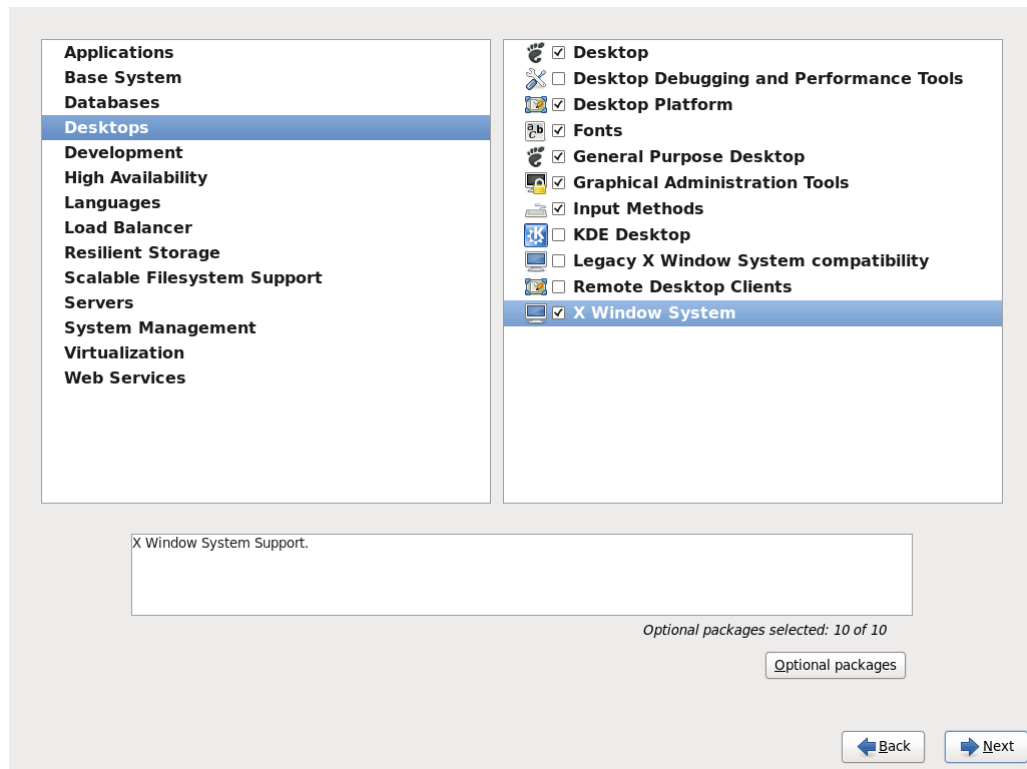 Applications
Base System
Databases
Desktops
Development
High Availability
Languages
Load Balancer
Resilient Storage
Scalable Filesystem Support
Servers
System Management
Virtualization
Web Services
Desktop
Desktop Debugging and Performance Tools
Desktop Platform
Fonts
General Purpose Desktop
Graphical Administration Tools
Input Methods
KDE Desktop
Legacy X Window System compatibility
Remote Desktop Clients
X Window System
X Window System Support.
Optional packages selected: 10 of 10
Optional packages
Back
Next